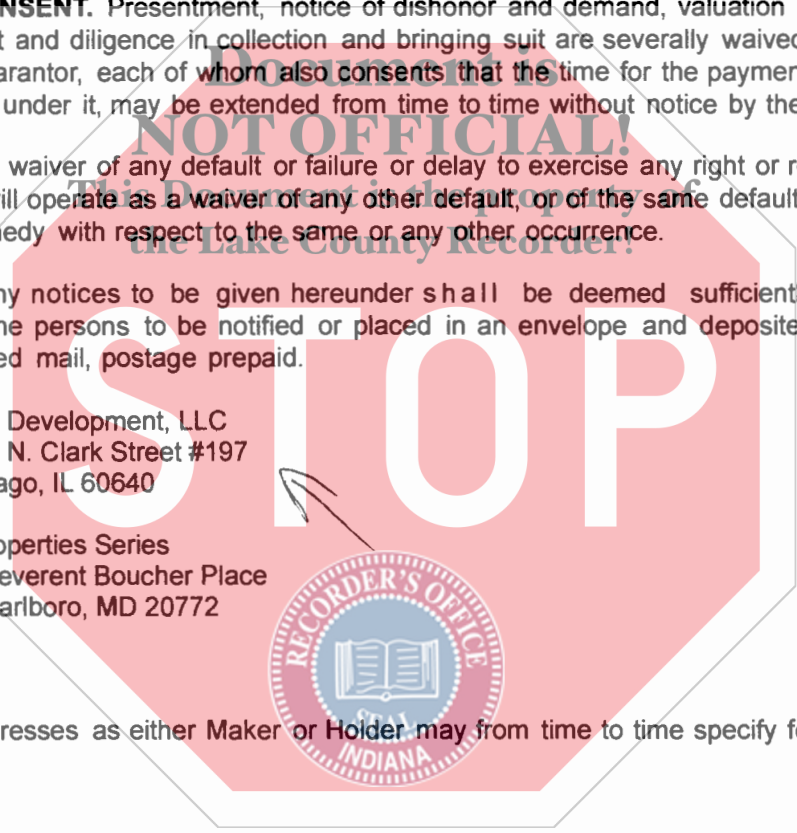 NSENT. Presentment, notice of dishonor and demand, valuation
t and diligence in collection and bringing suit are severally waived
arantor, each of whom also consents that the time for the paymen
Document is
under it, may be extended from time to time without notice by the
NOT OFFICIAL!
waiver of any default or failure or delay to exercise any right or r
This Document is the property of
ill operate as a waiver of any other default, or of the same default
the Lake County Recorder!
nedy with respect to the same or any other occurrence.
ny notices to be given hereunder shall be deemed sufficient
he persons to be notified or placed in an envelope and deposite
ed mail, postage prepaid.
STOP
Development, LLC
N. Clark Street #197
ago, IL 60640
operties Series
everent Boucher Place
arlboro, MD 20772
RECORDER'S OFFICE
SEAL
INDIANA
resses as either Maker or Holder may from time to time specify f